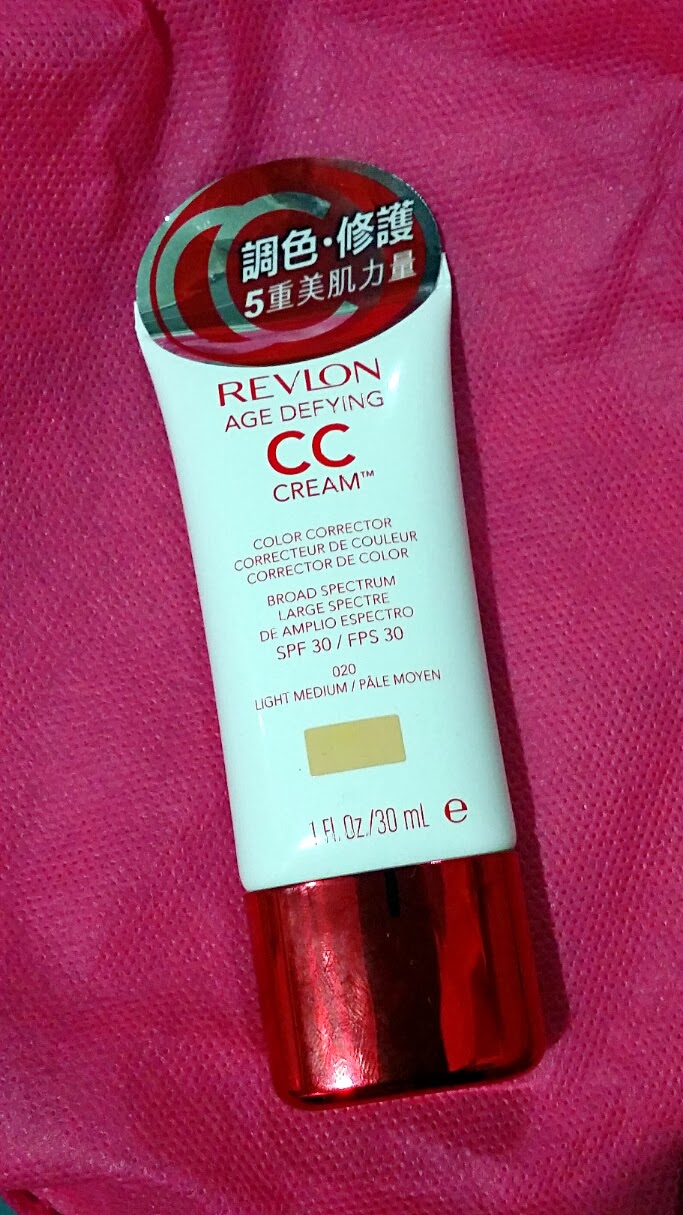 調色·修護
5重美肌力量
REVLON
AGE DEFYiNG
CC
CREAM™
COLOR CORRECTOR
CORRECTEUR DE COULEUR
CORRECTOR DE COLOR
BROAD SPECTRUM
LARGE SPECTRE
DE AMPLIO ESPECTRO
SPF 30 / FPS 30
020
LIGHT MEDIUM / PÂLE MOYEN
1 Fl. Oz./30 mL ℮